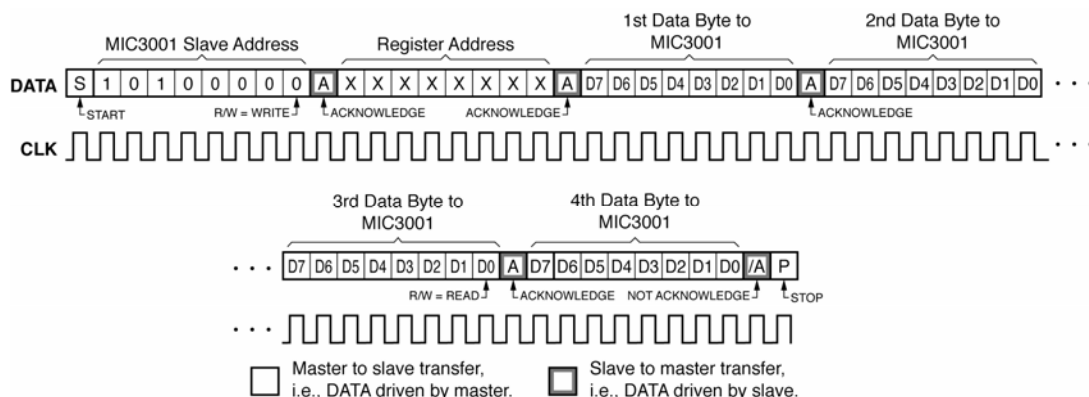 1st Data Byte to
MIC3001
2nd Data Byte to
MIC3001
MIC3001 Slave Address
Register Address
DATA S 1 0 1 0 0 0 0 0 A X X X X X X X X A D7 D6 D5 D4 D3 D2 D1 D0 A D7 D6 D5 D4 D3 D2 D1 D0 · · ·
START
R/W = WRITE
ACKNOWLEDGE
ACKNOWLEDGE
ACKNOWLEDGE
CLK · · ·
3rd Data Byte to
MIC3001
4th Data Byte to
MIC3001
· · · D7 D6 D5 D4 D3 D2 D1 D0 A D7 D6 D5 D4 D3 D2 D1 D0 /A P
R/W = READ
ACKNOWLEDGE
NOT ACKNOWLEDGE
STOP
· · ·
Master to slave transfer,
i.e., DATA driven by master.
Slave to master transfer,
i.e., DATA driven by slave.